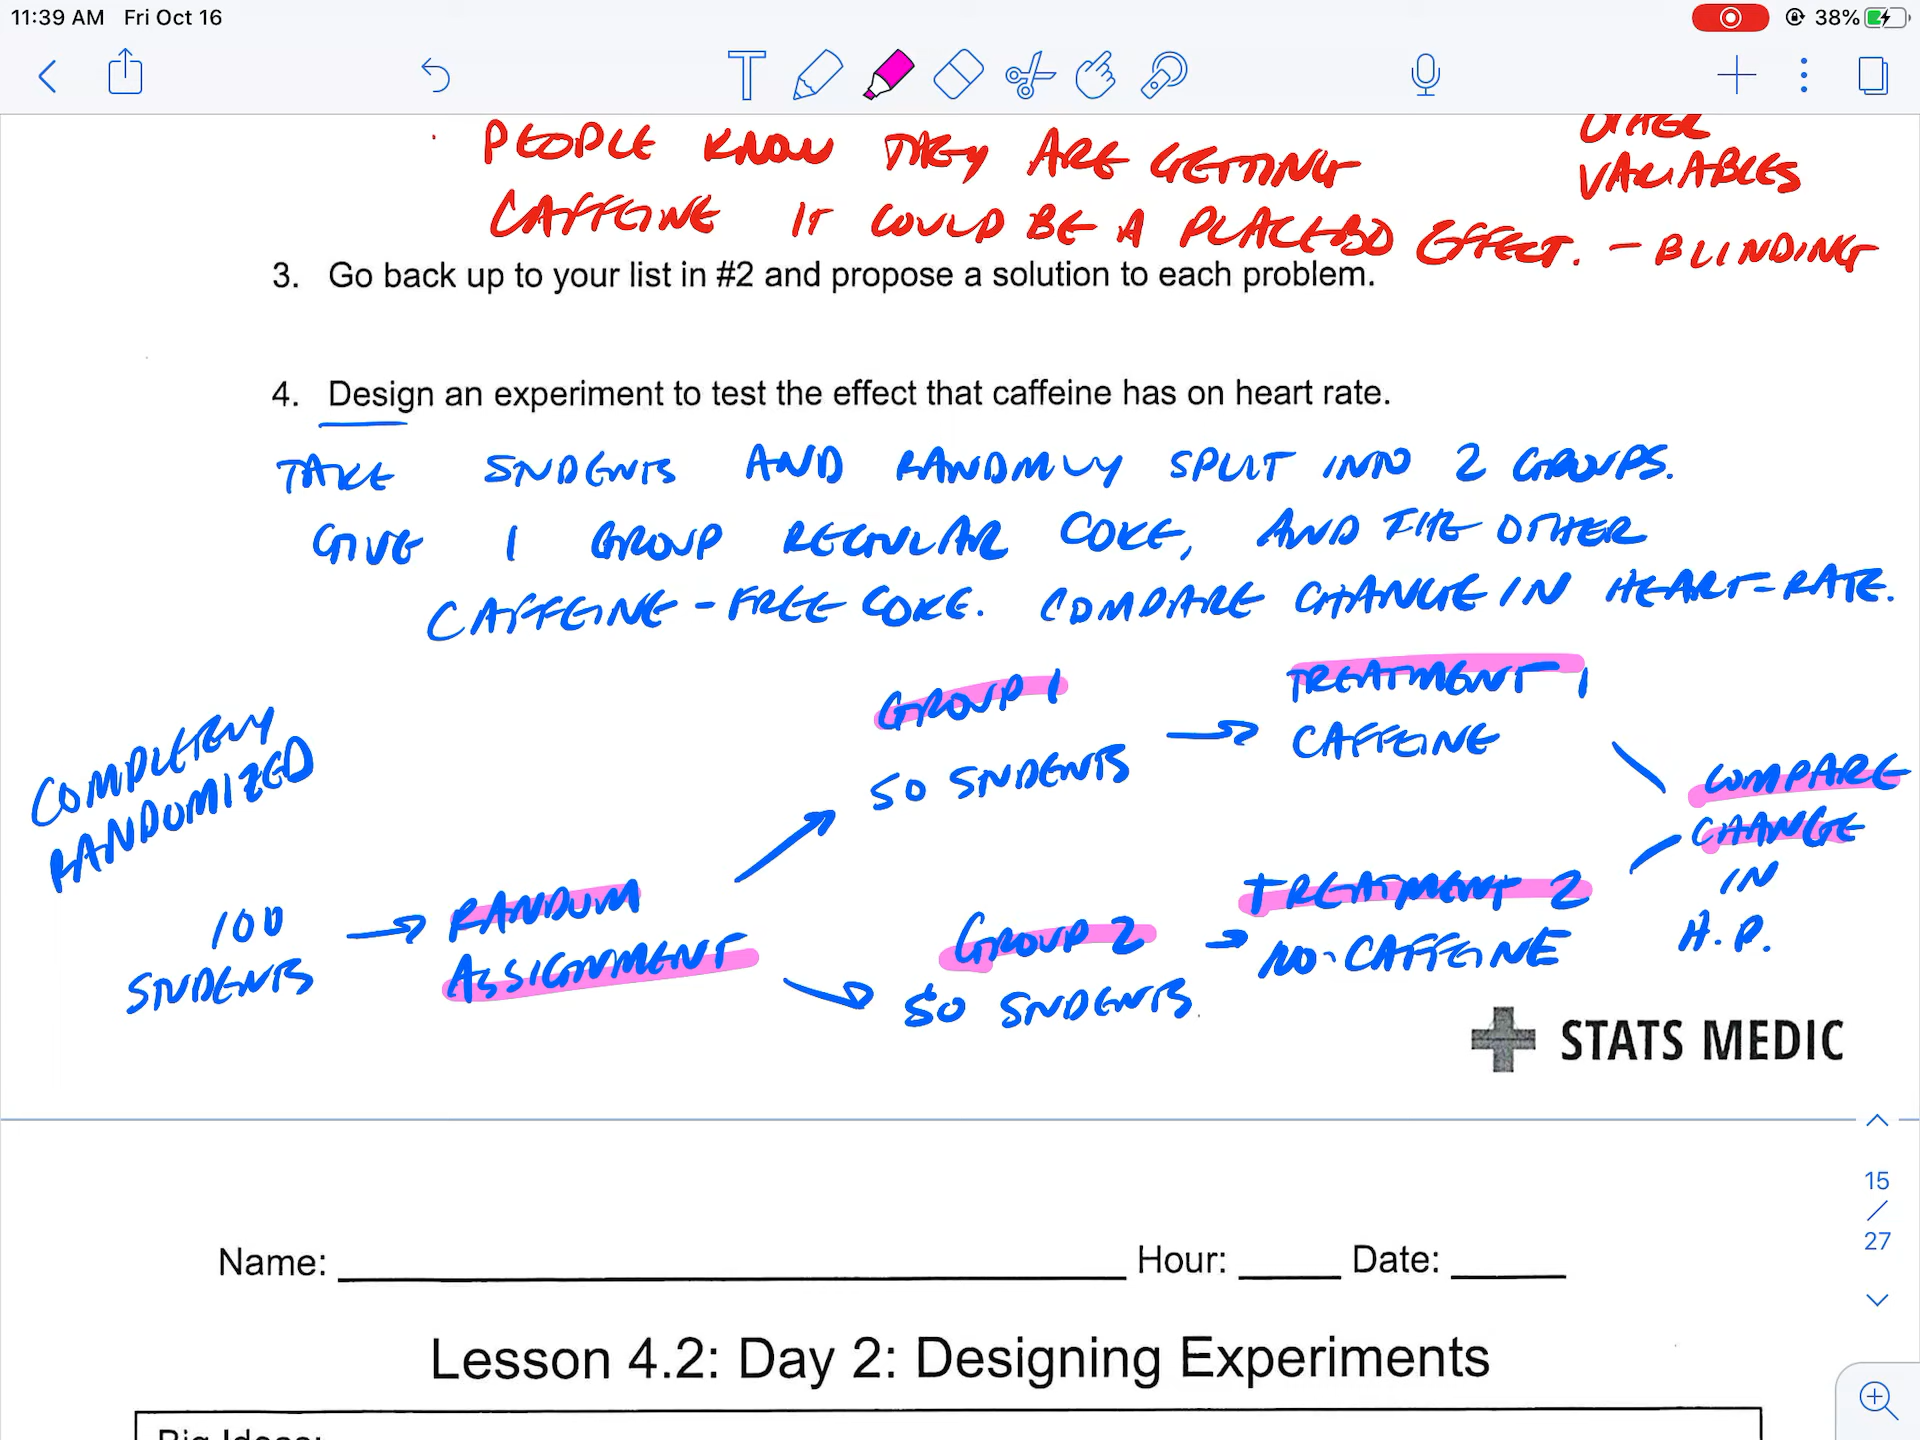 11:39 AM Fri Oct 16
38%
T
OTHER
PEOPLE KNOW THEY ARE GETTING
VARIABLES
CAFFEINE IT COULD BE A PLACEBO EFFECT. - BLINDING
3. Go back up to your list in #2 and propose a solution to each problem.
4. Design an experiment to test the effect that caffeine has on heart rate.
TAKE STUDENTS AND RANDOMLY SPLIT INTO 2 GROUPS.
GIVE 1 GROUP REGULAR COKE, AND THE OTHER
CAFFEINE-FREE COKE. COMPARE CHANGE IN HEART-RATE.
COMPLETELY
RANDOMIZED
100
STUDENTS
RANDOM
ASSIGNMENT
GROUP 1
50 STUDENTS
TREATMENT 1
CAFFEINE
GROUP 2
50 STUDENTS
TREATMENT 2
NO-CAFFEINE
COMPARE
CHANGE
IN
H.R.
STATS MEDIC
15
/
27
Name: Hour: Date:
Lesson 4.2: Day 2: Designing Experiments
Big Ideas: